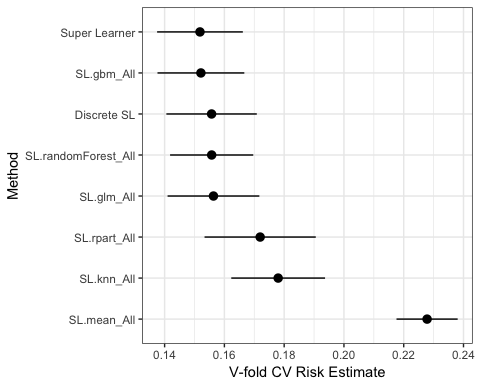 Super Learner
SL.gbm_All
Discrete SL
SL.randomForest_All
SL.glm_All
SL.rpart_All
SL.knn_All
SL.mean_All
Method
0.14 0.16 0.18 0.20 0.22 0.24
V-fold CV Risk Estimate